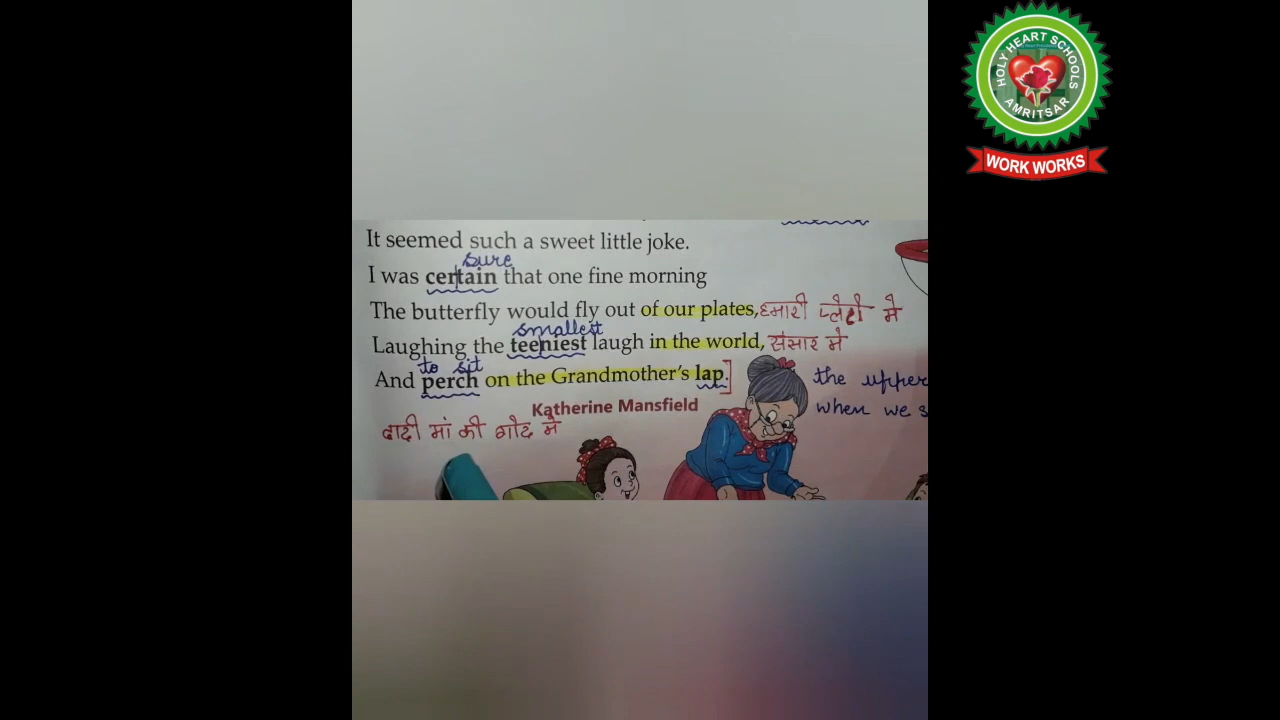 HOLY HEART SCHOOLS
AMRITSAR
WORK WORKS
It seemed such a sweet little joke.
sure
I was certain that one fine morning
The butterfly would fly out of our plates, हमारी प्लेटो मे
smallest
Laughing the teeniest laugh in the world, संसार मे
to sit
And perch on the Grandmother's lap.]
the upper
Katherine Mansfield
when we s
दादी मां की गोद मे